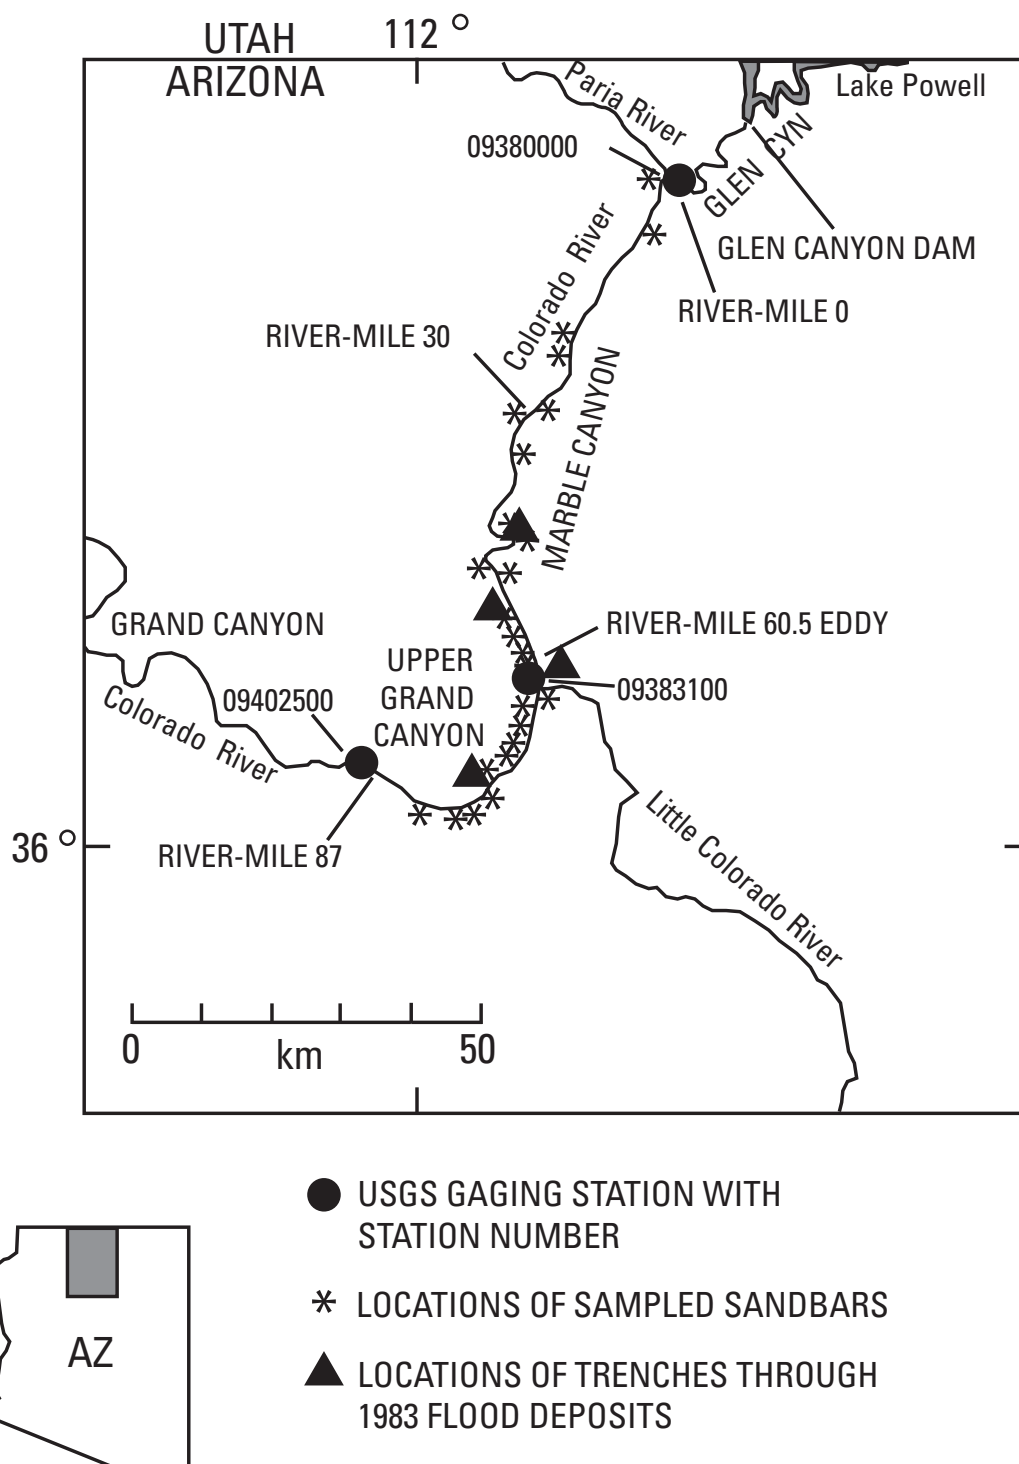 UTAH
112 °
ARIZONA
Paria River
Lake Powell
09380000
GLEN CYN
GLEN CANYON DAM
RIVER-MILE 0
Colorado River
RIVER-MILE 30
MARBLE CANYON
GRAND CANYON
RIVER-MILE 60.5 EDDY
UPPER
GRAND
CANYON
09383100
09402500
Colorado River
RIVER-MILE 87
36 °
Little Colorado River
0
km
50
USGS GAGING STATION WITH
STATION NUMBER
LOCATIONS OF SAMPLED SANDBARS
AZ
LOCATIONS OF TRENCHES THROUGH
1983 FLOOD DEPOSITS